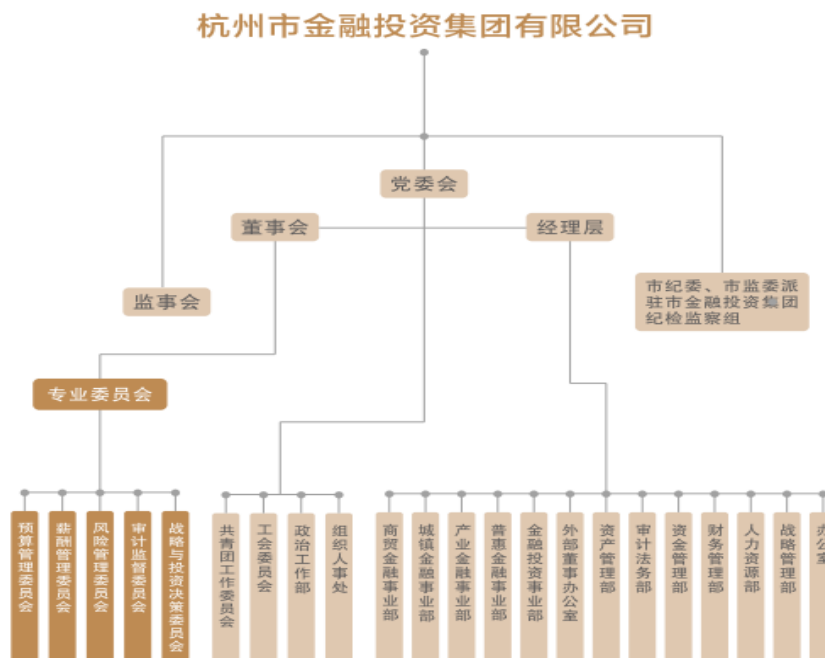 杭州市金融投资集团有限公司
党委会
董事会
经理层
监事会
市纪委、市监委派
驻市金融投资集团
纪检监察组
专业委员会
预算管理委员会
薪酬管理委员会
风险管理委员会
审计监督委员会
战略与投资决策委员会
共青团工作委员会
工会委员会
政治工作部
组织人事处
商贸金融事业部
城镇金融事业部
产业金融事业部
普惠金融事业部
金融投资事业部
外部董事办公室
资产管理部
审计法务部
资金管理部
财务管理部
人力资源部
战略管理部
办公室